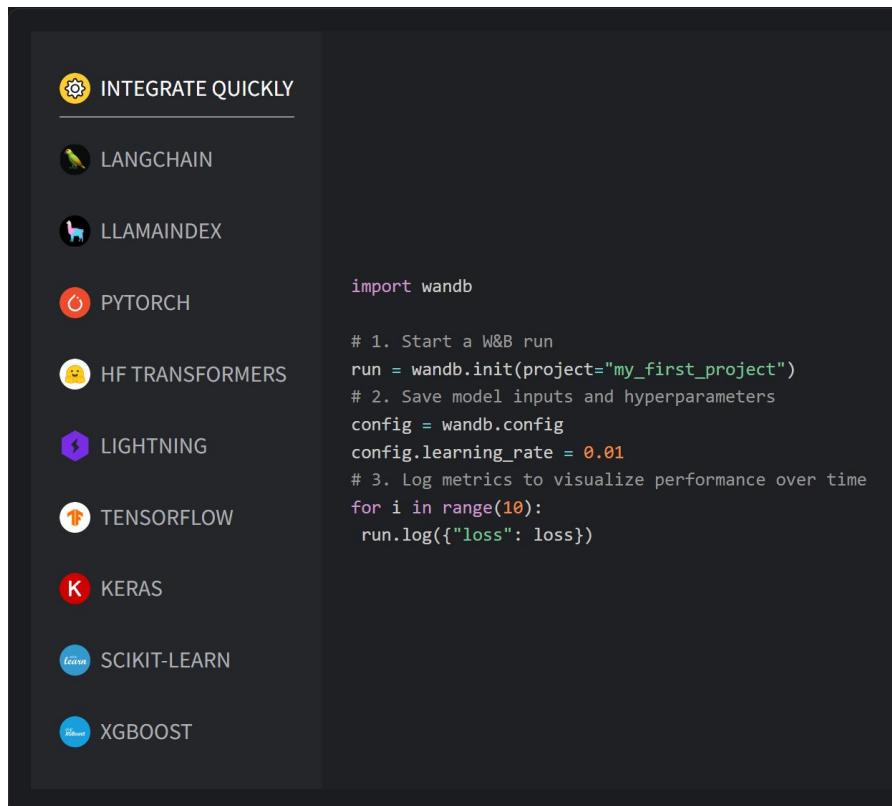 INTEGRATE QUICKLY
LANGCHAIN
LLAMAINDEX
PYTORCH
HF TRANSFORMERS
LIGHTNING
TENSORFLOW
K KERAS
learn SCIKIT-LEARN
XGBOOST
import wandb
# 1. Start a W&B run
run = wandb.init(project="my_first_project")
# 2. Save model inputs and hyperparameters
config = wandb.config
config.learning_rate = 0.01
# 3. Log metrics to visualize performance over time
for i in range(10):
 run.log({"loss": loss})